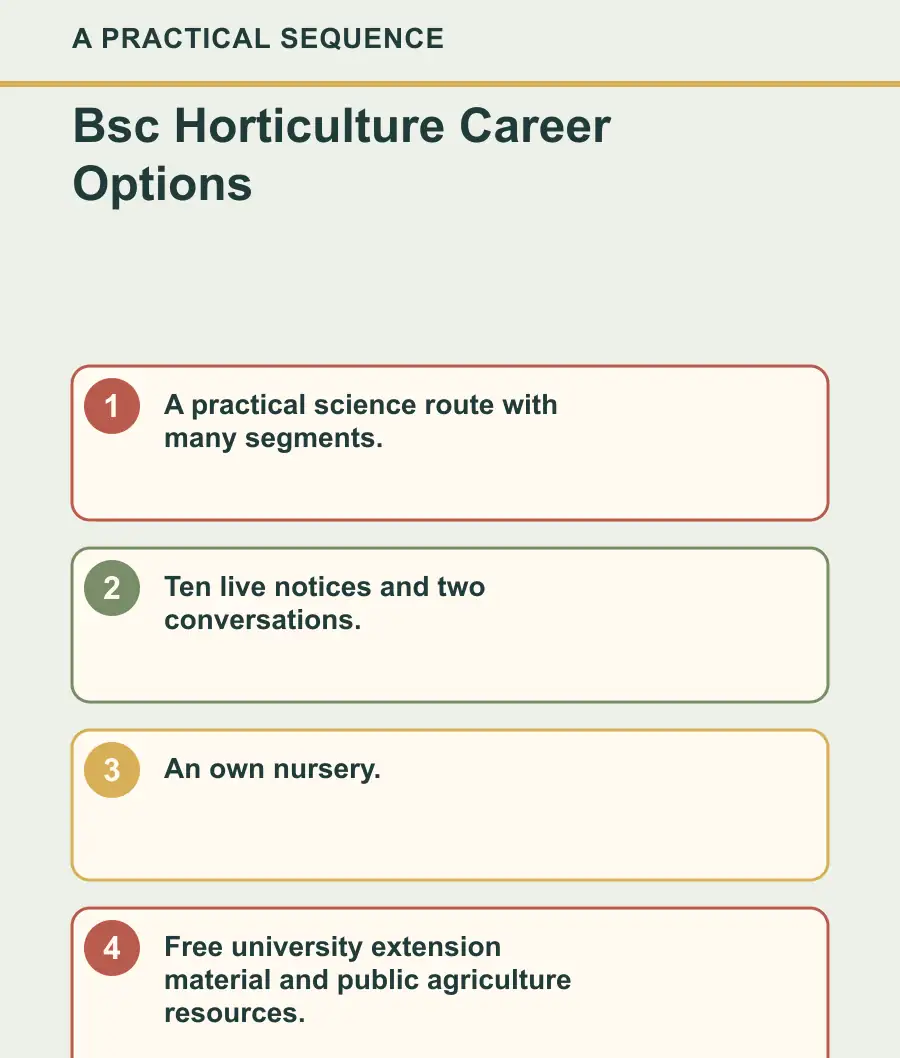 A PRACTICAL SEQUENCE
Bsc Horticulture Career
Options
1
A practical science route with
many segments.
2
Ten live notices and two
conversations.
3
An own nursery.
4
Free university extension
material and public agriculture
resources.